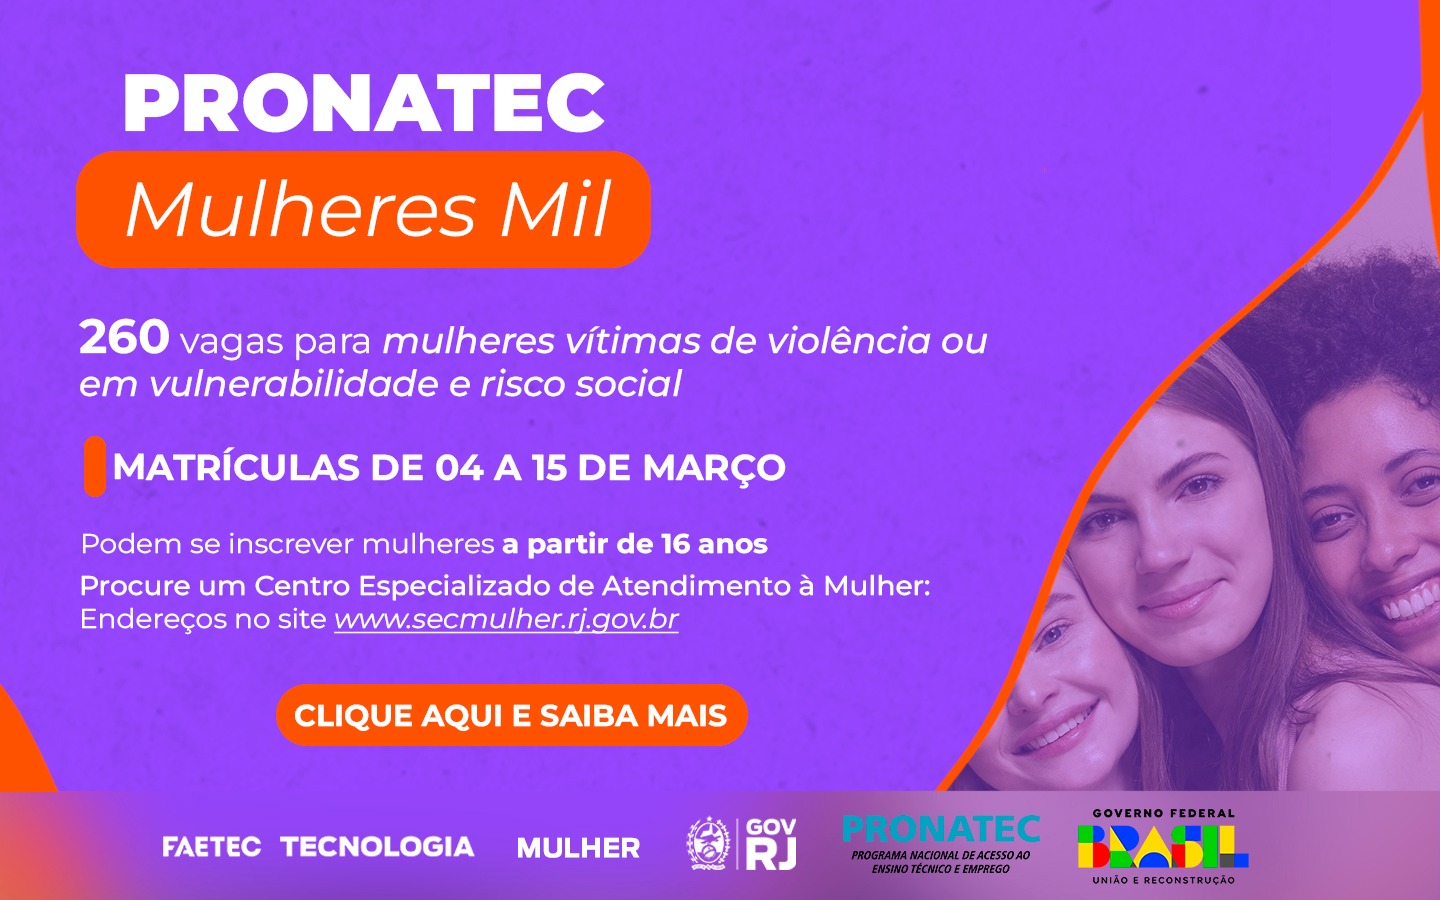 PRONATEC
Mulheres Mil
260 vagas para mulheres vítimas de violência ou
em vulnerabilidade e risco social
MATRÍCULAS DE 04 A 15 DE MARÇO
Podem se inscrever mulheres a partir de 16 anos
Procure um Centro Especializado de Atendimento à Mulher:
Endereços no site www.secmulher.rj.gov.br
CLIQUE AQUI E SAIBA MAIS
FAETEC TECNOLOGIA MULHER
GOV
RJ
PRONATEC
PROGRAMA NACIONAL DE ACESSO AO
ENSINO TÉCNICO E EMPREGO
GOVERNO FEDERAL
BRASIL
UNIÃO E RECONSTRUÇÃO